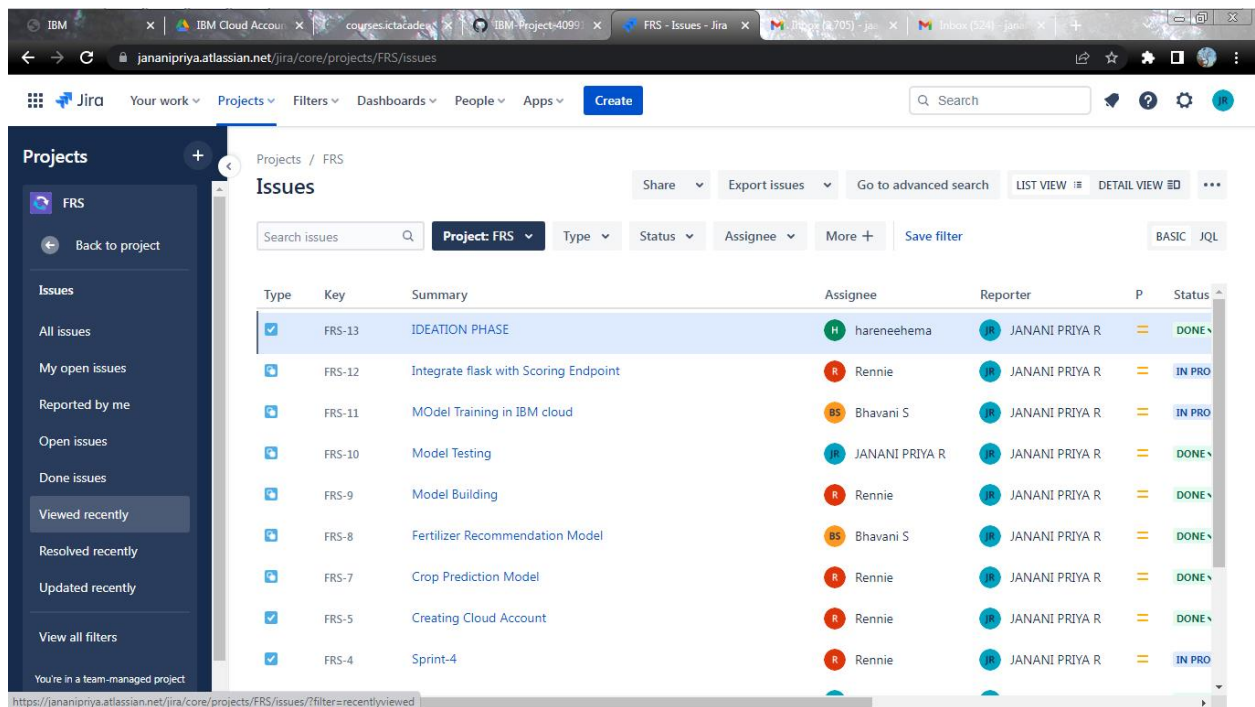 IBM
IBM Cloud Accoun
courses.ictacade
IBM-Project-4099
FRS - Issues - Jira
jananipriya.atlassian.net/jira/core/projects/FRS/issues
Jira Your work Projects Filters Dashboards People Apps Create Search JR
Projects
FRS
Back to project
Issues
All issues
My open issues
Reported by me
Open issues
Done issues
Viewed recently
Resolved recently
Updated recently
View all filters
You're in a team-managed project
Projects / FRS
Issues
Share Export issues Go to advanced search LIST VIEW DETAIL VIEW
Search issues Project: FRS Type Status Assignee More + Save filter BASIC JQL
Type Key Summary Assignee Reporter P Status
FRS-13 IDEATION PHASE H hareneehema JR JANANI PRIYA R DONE
FRS-12 Integrate flask with Scoring Endpoint R Rennie JR JANANI PRIYA R IN PRO
FRS-11 MOdel Training in IBM cloud BS Bhavani S JR JANANI PRIYA R IN PRO
FRS-10 Model Testing JR JANANI PRIYA R JR JANANI PRIYA R DONE
FRS-9 Model Building R Rennie JR JANANI PRIYA R DONE
FRS-8 Fertilizer Recommendation Model BS Bhavani S JR JANANI PRIYA R DONE
FRS-7 Crop Prediction Model R Rennie JR JANANI PRIYA R DONE
FRS-5 Creating Cloud Account R Rennie JR JANANI PRIYA R DONE
FRS-4 Sprint-4 R Rennie JR JANANI PRIYA R IN PRO
https://jananipriya.atlassian.net/jira/core/projects/FRS/issues/?filter=recentlyviewed